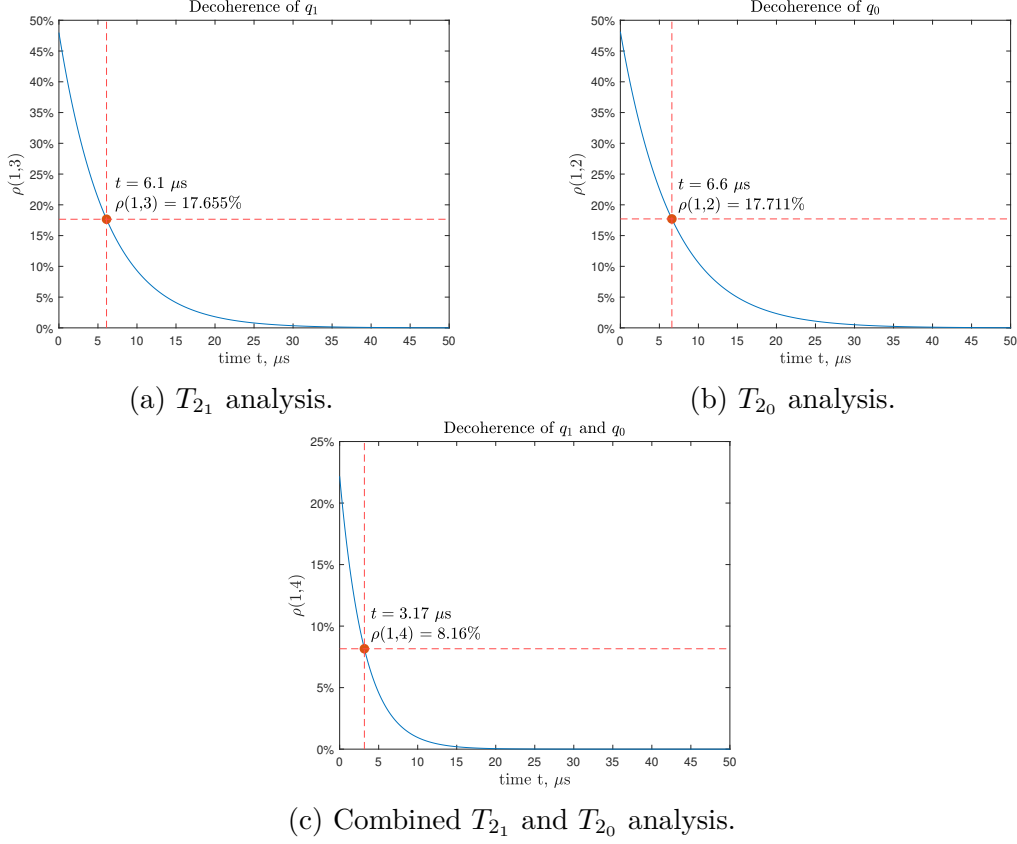 Decoherence of q₁
50%
45%
40%
35%
30%
25%
20%
15%
10%
5%
0%
ρ(1,3)
t = 6.1 μs
ρ(1,3) = 17.655%
0 5 10 15 20 25 30 35 40 45 50
time t, μs
(a) T₂₁ analysis.
Decoherence of q₀
50%
45%
40%
35%
30%
25%
20%
15%
10%
5%
0%
ρ(1,2)
t = 6.6 μs
ρ(1,2) = 17.711%
0 5 10 15 20 25 30 35 40 45 50
time t, μs
(b) T₂₀ analysis.
Decoherence of q₁ and q₀
25%
20%
15%
10%
5%
0%
ρ(1,4)
t = 3.17 μs
ρ(1,4) = 8.16%
0 5 10 15 20 25 30 35 40 45 50
time t, μs
(c) Combined T₂₁ and T₂₀ analysis.